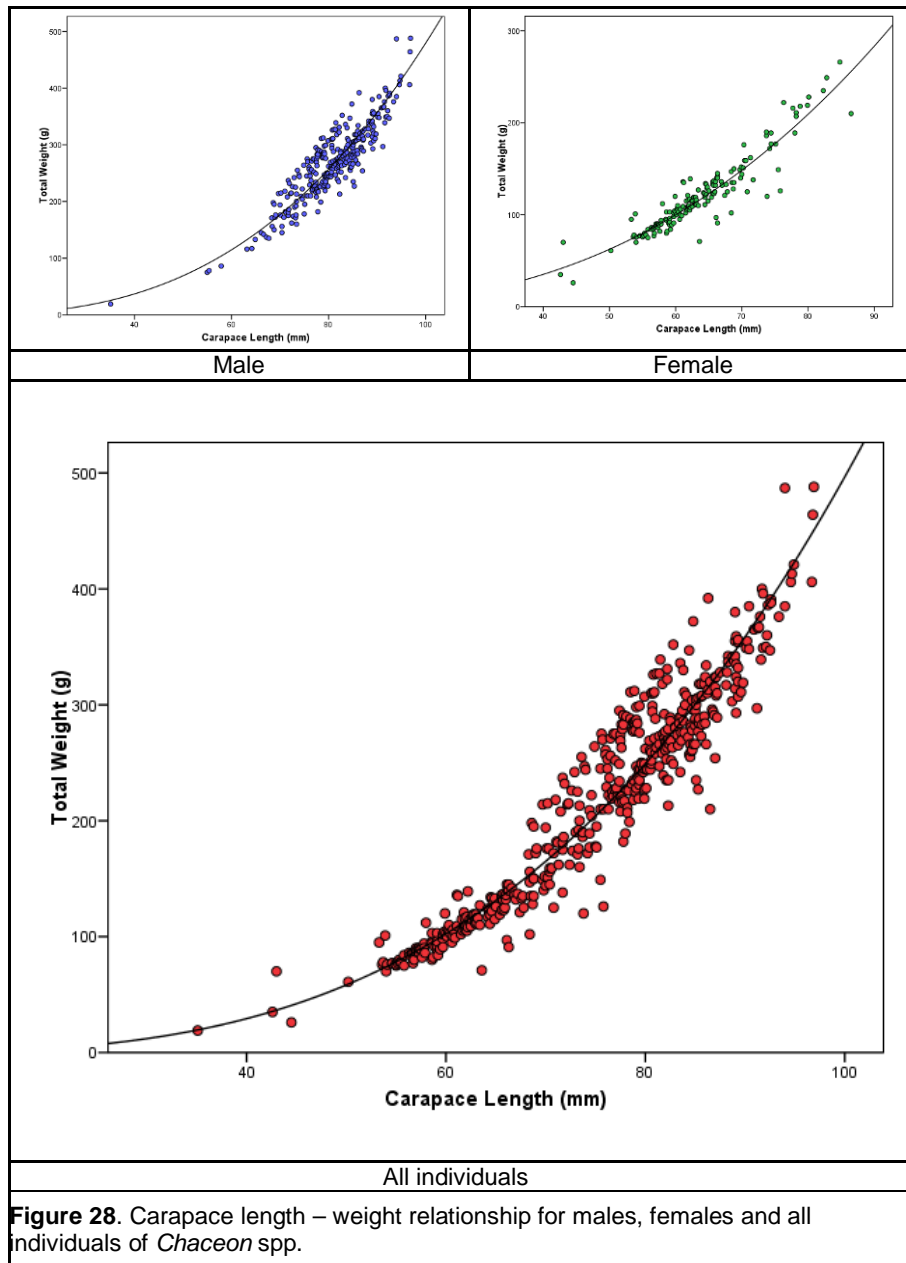 500
400
300
200
100
0
Total Weight (g)
40 60 80 100
Carapace Length (mm)
300
200
100
0
Total Weight (g)
40 50 60 70 80 90
Carapace Length (mm)
Male Female
500
400
300
200
100
0
Total Weight (g)
40 60 80 100
Carapace Length (mm)
All individuals
Figure 28. Carapace length – weight relationship for males, females and all
individuals of Chaceon spp.